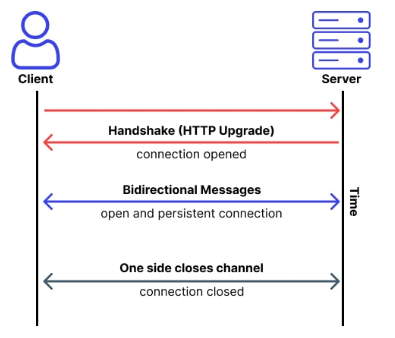 Client
Server
Handshake (HTTP Upgrade)
connection opened
Bidirectional Messages
open and persistent connection
Time
One side closes channel
connection closed